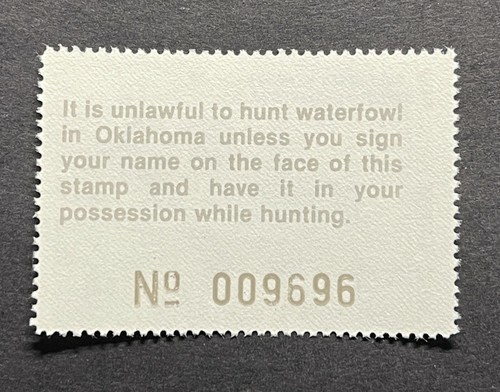 It is unlawful to hunt waterfowl
in Oklahoma unless you sign
your name on the face of this
stamp and have it in your
possession while hunting.
Nº 009696